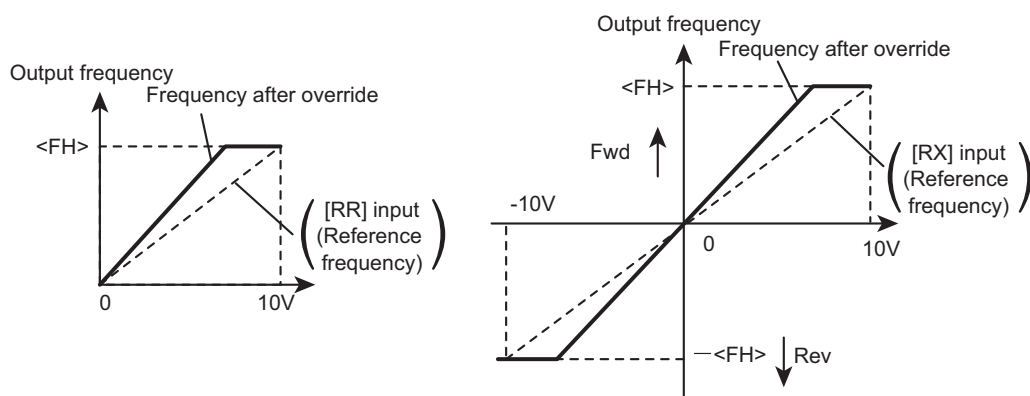 Output frequency
Frequency after override
<FH>
[RR] input
(Reference
frequency)
0
10V
Output frequency
Frequency after override
<FH>
Fwd
[RX] input
(Reference
frequency)
-10V
0
10V
—<FH>
Rev